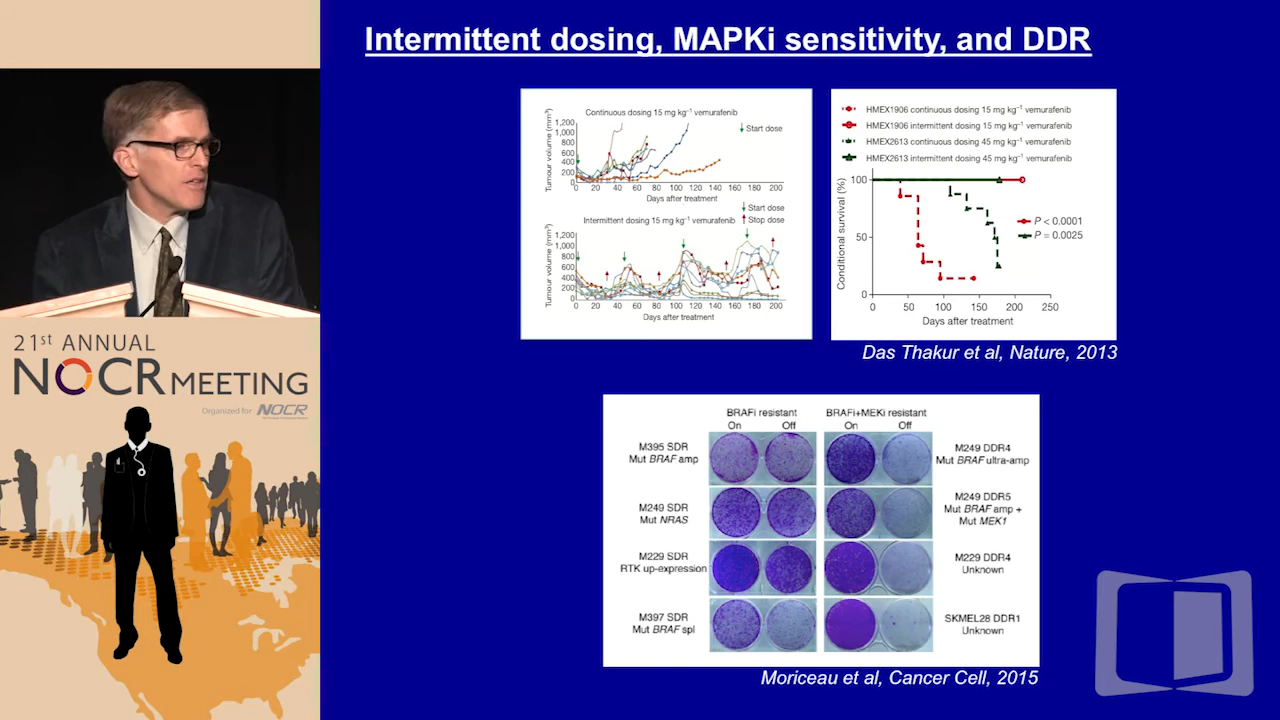 Intermittent dosing, MAPKi sensitivity, and DDR
Continuous dosing 15 mg kg⁻¹ vemurafenib
Start dose
Tumour volume (mm³)
1,200
1,000
800
600
400
200
0
0 20 40 60 80 100 120 140 160 180 200
Days after treatment
Start dose
Stop dose
Intermittent dosing 15 mg kg⁻¹ vemurafenib
Tumour volume (mm³)
1,200
1,000
800
600
400
200
0
0 20 40 60 80 100 120 140 160 180 200
Days after treatment
HMEX1906 continuous dosing 15 mg kg⁻¹ vemurafenib
HMEX1906 intermittent dosing 15 mg kg⁻¹ vemurafenib
HMEX2613 continuous dosing 45 mg kg⁻¹ vemurafenib
HMEX2613 intermittent dosing 45 mg kg⁻¹ vemurafenib
Conditional survival (%)
100
50
0
P < 0.0001
P = 0.0025
0 50 100 150 200 250
Days after treatment
Das Thakur et al, Nature, 2013
21st ANNUAL
NOCR MEETING
Organized for NOCR
BRAFi resistant
On Off
BRAFi+MEKi resistant
On Off
M395 SDR
Mut BRAF amp
M249 DDR4
Mut BRAF ultra-amp
M249 SDR
Mut NRAS
M249 DDR5
Mut BRAF amp +
Mut MEK1
M229 SDR
RTK up-expression
M229 DDR4
Unknown
M397 SDR
Mut BRAF spl
SKMEL28 DDR1
Unknown
Moriceau et al, Cancer Cell, 2015